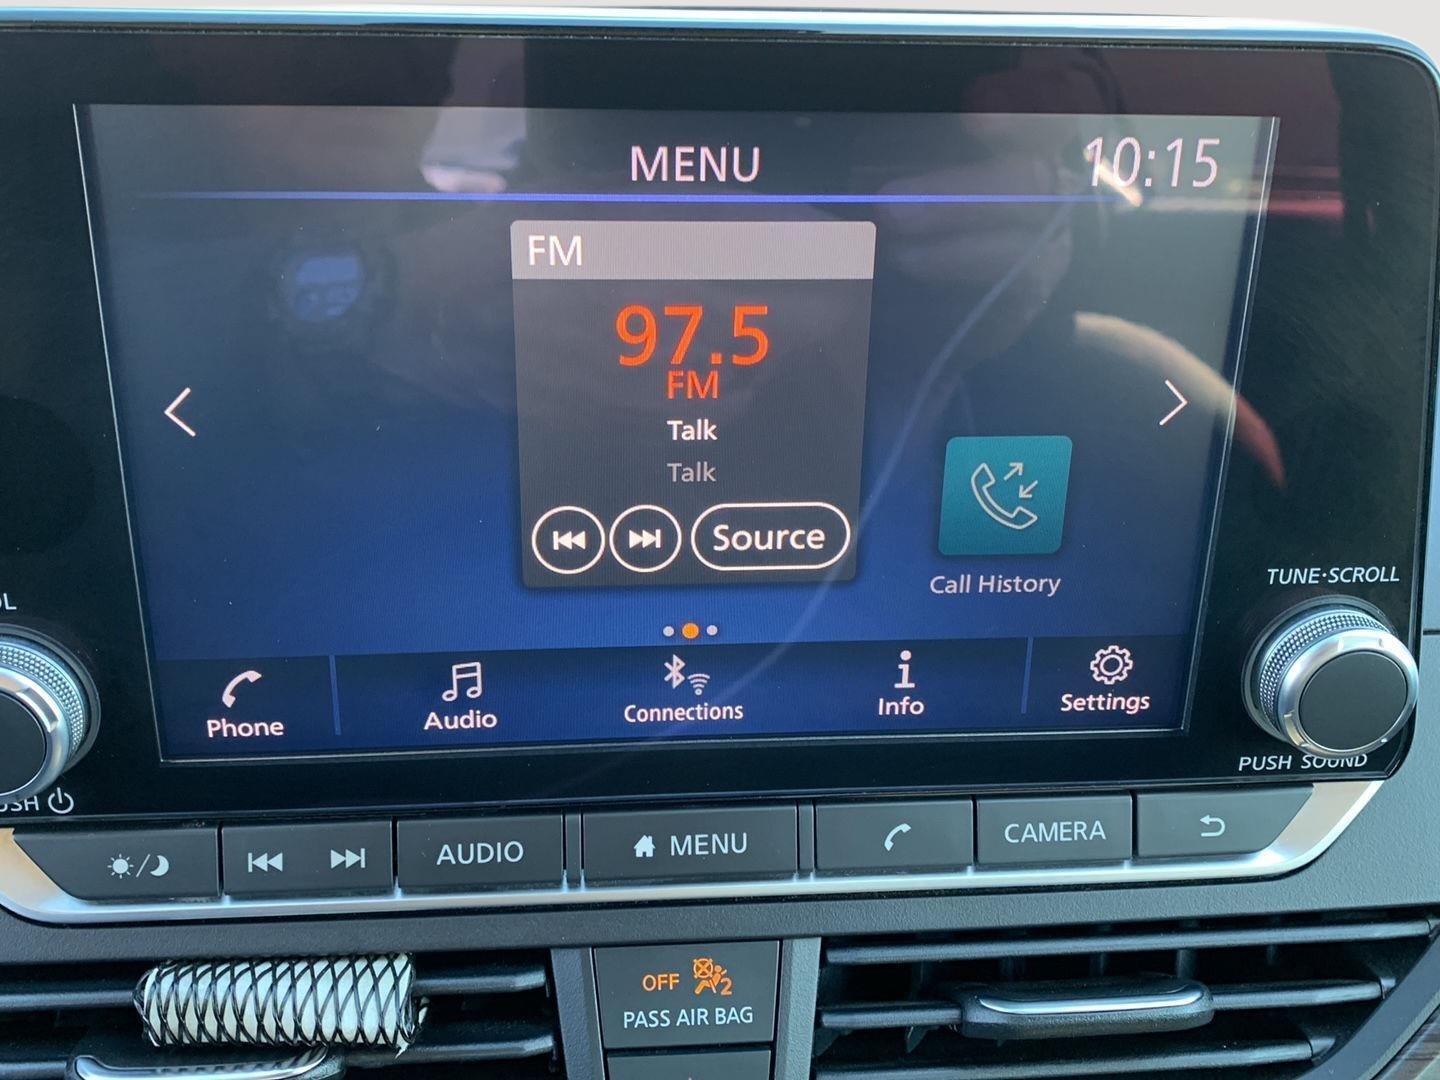 MENU
10:15
FM
97.5
FM
Talk
Talk
Source
Call History
TUNE·SCROLL
Phone
Audio
Connections
Info
Settings
PUSH SOUND
AUDIO
MENU
CAMERA
OFF
2
PASS AIR BAG